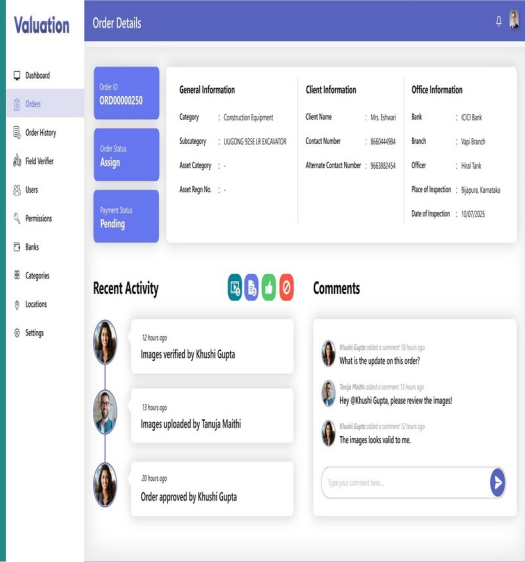 Valuation
Order Details
Dashboard
Orders
Order History
Field Verifier
Users
Permissions
Banks
Categories
Locations
Settings
Order ID
ORD00000250
Order Status
Assign
Payment Status
Pending
General Information
Category : Construction Equipment
Subcategory : LIUGONG 925E LR EXCAVATOR
Asset Category : -
Asset Regn No. : -
Client Information
Client Name : Mrs. Eshwari
Contact Number : 8660444984
Alternate Contact Number : 9663882454
Office Information
Bank : ICICI Bank
Branch : Vapi Branch
Officer : Hiral Tank
Place of Inspection : Bijapura, Karnataka
Date of Inspection : 10/07/2025
Recent Activity
12 hours ago
Images verified by Khushi Gupta
13 hours ago
Images uploaded by Tanuja Maithi
20 hours ago
Order approved by Khushi Gupta
Comments
Khushi Gupta added a comment 18 hours ago
What is the update on this order?
Tanija Maithi added a comment 13 hours ago
Hey @Khushi Gupta, please review the images!
Khushi Gupta added a comment 12 hours ago
The images looks valid to me.
Type your comment here...